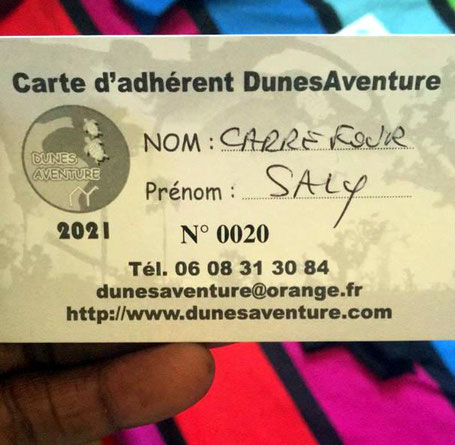 Carte d'adhérent DunesAventure
DUNES
AVENTURE
NOM : CARREFOUR
Prénom : SALY
2021
N° 0020
Tél. 06 08 31 30 84
dunesaventure@orange.fr
http://www.dunesaventure.com